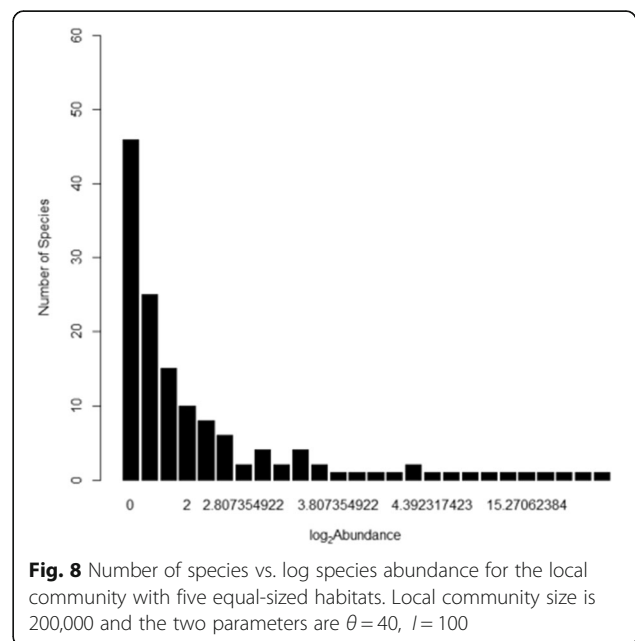 60
50
40
30
20
10
0
Number of Species
0 2 2.807354922 3.807354922 4.392317423 15.27062384
log₂Abundance
Fig. 8 Number of species vs. log species abundance for the local
community with five equal-sized habitats. Local community size is
200,000 and the two parameters are θ = 40, I = 100